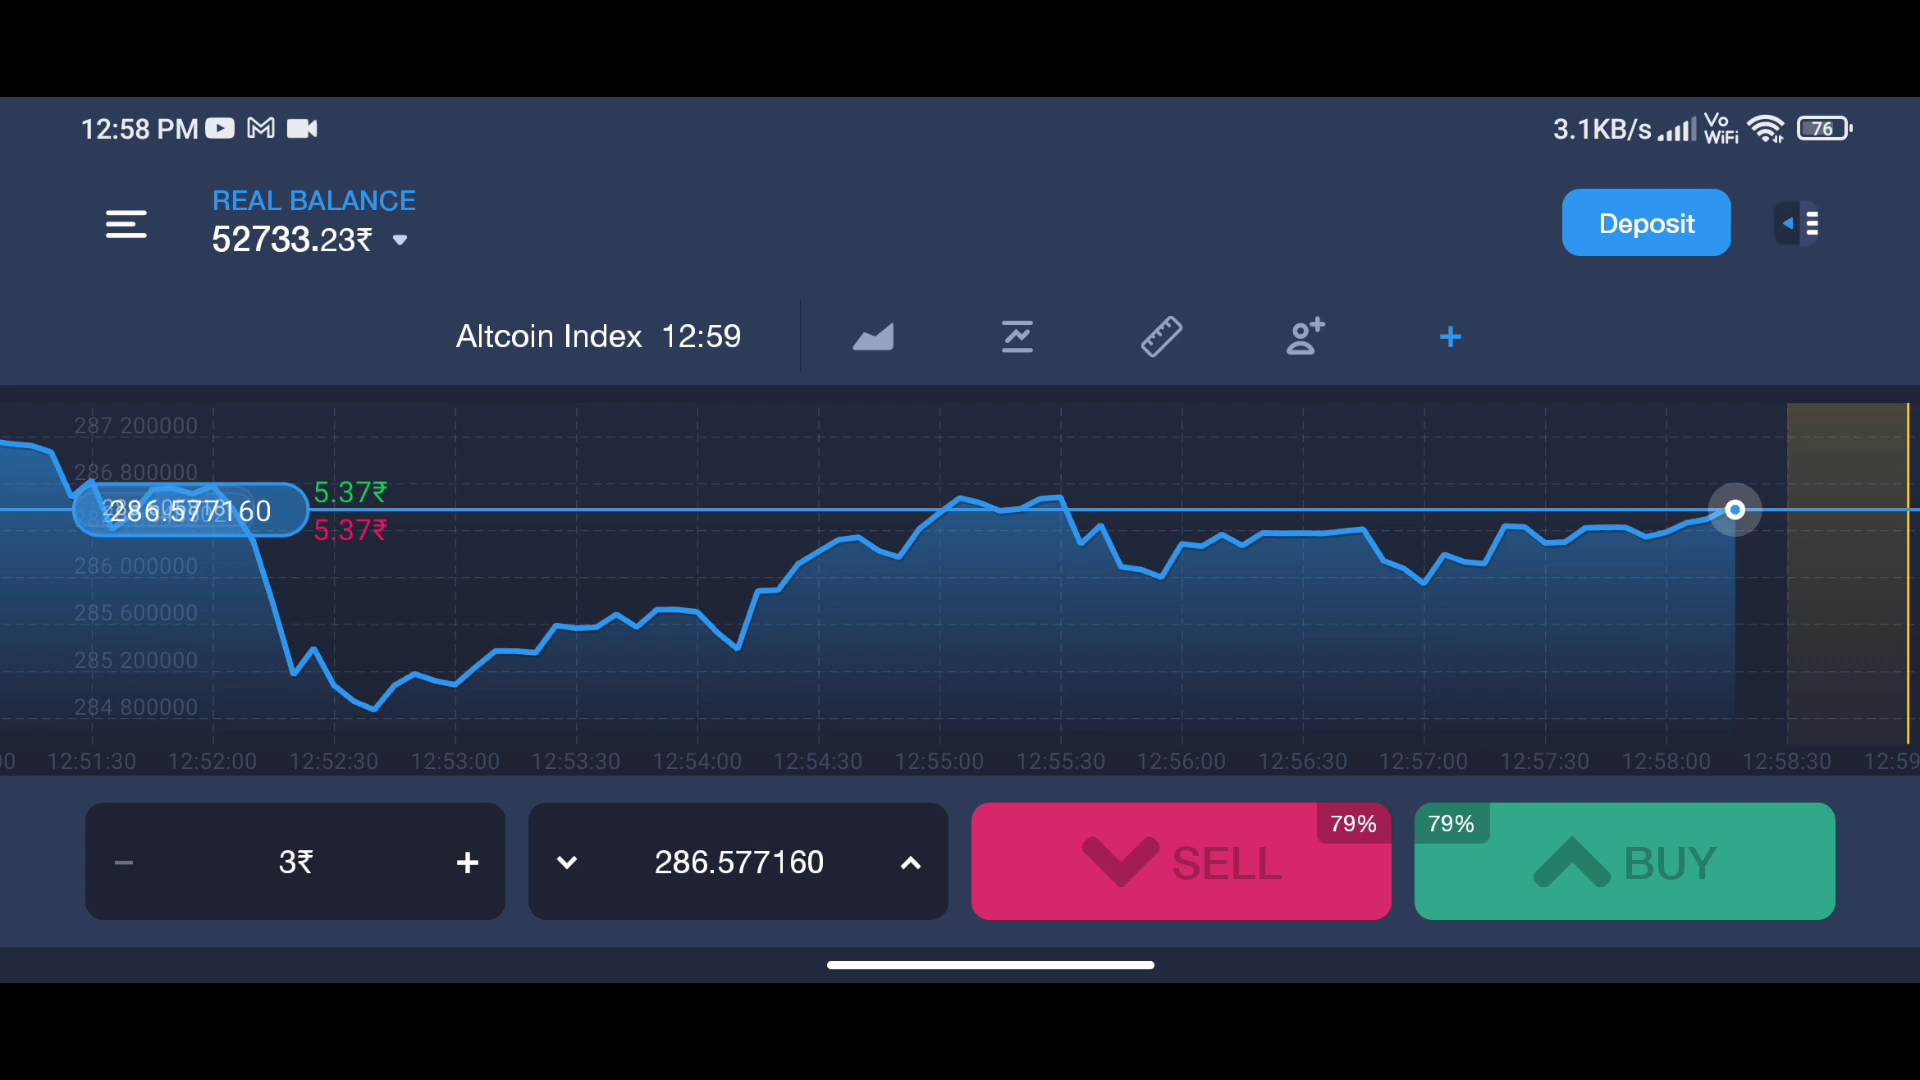 12:58 PM
3.1KB/s
Vo
WiFi
76
REAL BALANCE
52733.23₹
Deposit
Altcoin Index 12:59
287 200000
286 800000
286.577160
5.37₹
5.37₹
286 000000
285 600000
285 200000
284 800000
00 12:51:30 12:52:00 12:52:30 12:53:00 12:53:30 12:54:00 12:54:30 12:55:00 12:55:30 12:56:00 12:56:30 12:57:00 12:57:30 12:58:00 12:58:30 12:59
3₹
286.577160
79%
SELL
79%
BUY